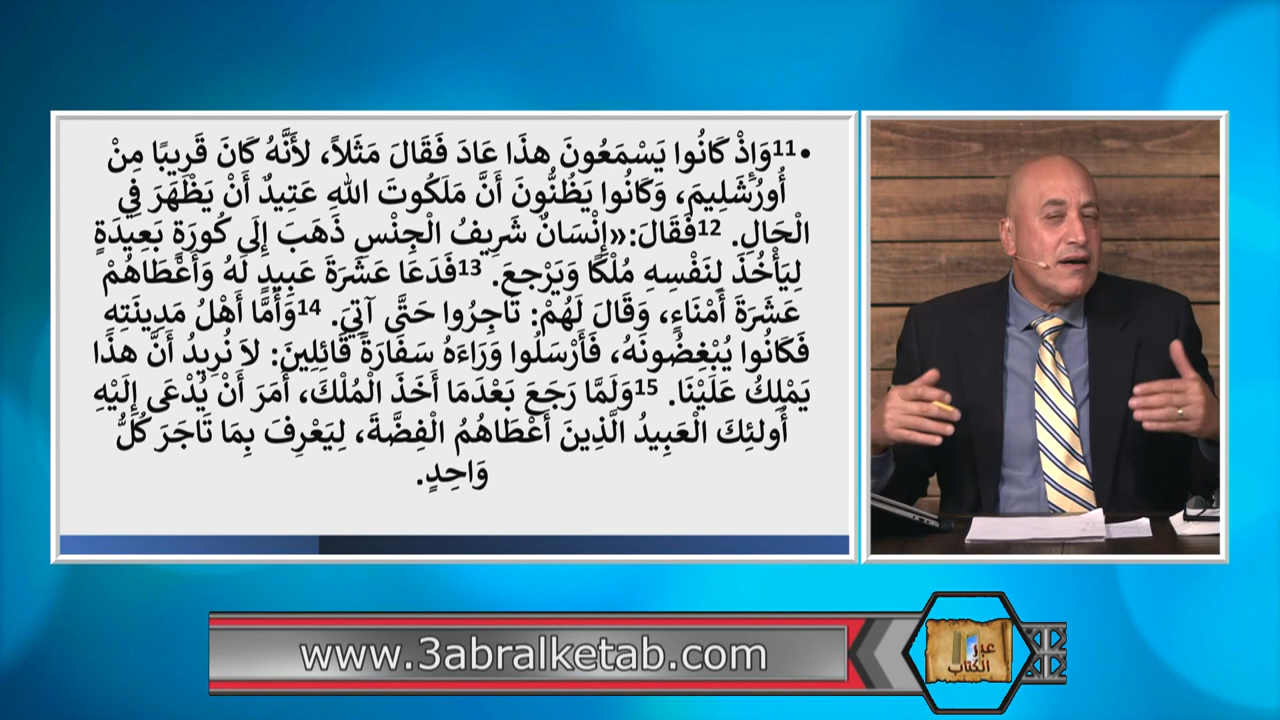 •11وَإِذْ كَانُوا يَسْمَعُونَ هذَا عَادَ فَقَالَ مَثَلاً، لأَنَّهُ كَانَ قَرِيبًا مِنْ
أُورُشَلِيمَ، وَكَانُوا يَظُنُّونَ أَنَّ مَلَكُوتَ اللهِ عَتِيدٌ أَنْ يَظْهَرَ فِي
الْحَالِ. 12فَقَالَ:«إِنْسَانٌ شَرِيفُ الْجِنْسِ ذَهَبَ إِلَى كُورَةٍ بَعِيدَةٍ
لِيَأْخُذَ لِنَفْسِهِ مُلْكًا وَيَرْجعَ. 13فَدَعَا عَشَرَةَ عَبِيدٍ لَهُ وَأَعْطَاهُمْ
عَشَرَةَ أَمْنَاءٍ، وَقَالَ لَهُمْ: تَاجِرُوا حَتَّى آتِيَ. 14وَأَمَّا أَهْلُ مَدِينَتِهِ
فَكَانُوا يُبْغِضُونَهُ، فَأَرْسَلُوا وَرَاءَهُ سَفَارَةً قَائِلِينَ: لاَ نُرِيدُ أَنَّ هذَا
يَمْلِكُ عَلَيْنَا. 15وَلَمَّا رَجَعَ بَعْدَمَا أَخَذَ الْمُلْكَ، أَمَرَ أَنْ يُدْعَى إِلَيْهِ
أُولئِكَ الْعَبِيدُ الَّذِينَ أَعْطَاهُمُ الْفِضَّةَ، لِيَعْرِفَ بِمَا تَاجَرَ كُلُّ
وَاحِدٍ.
www.3abralketab.com
عبر
الكتاب